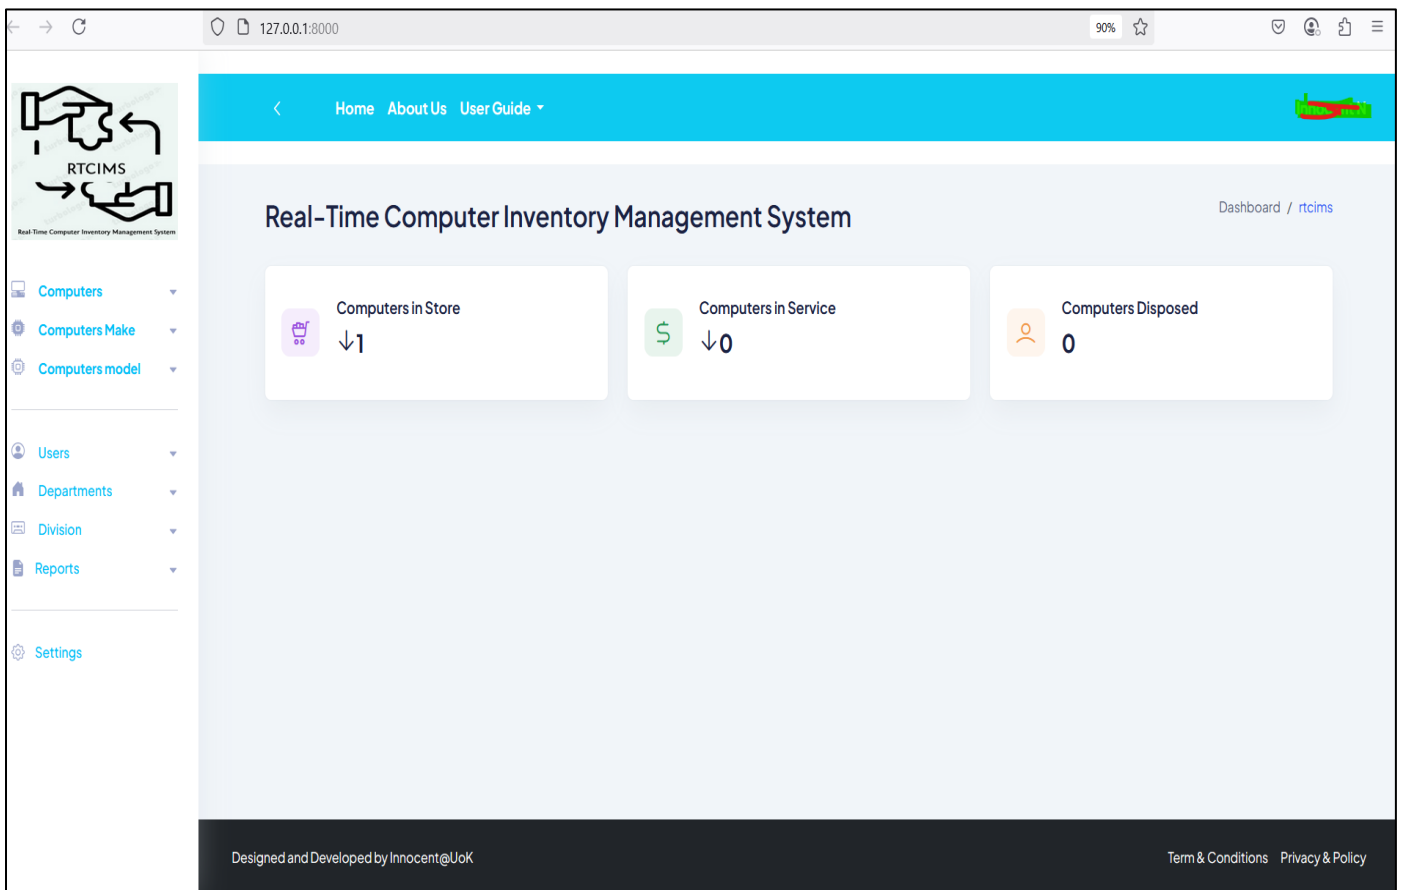 127.0.0.1:8000
90%
RTCIMS
Real-Time Computer Inventory Management System
Home About Us User Guide
Real-Time Computer Inventory Management System
Dashboard / rtcims
Computers
Computers Make
Computers model
Users
Departments
Division
Reports
Settings
Computers in Store
↓1
Computers in Service
↓0
Computers Disposed
0
Designed and Developed by Innocent@UoK
Term & Conditions Privacy & Policy